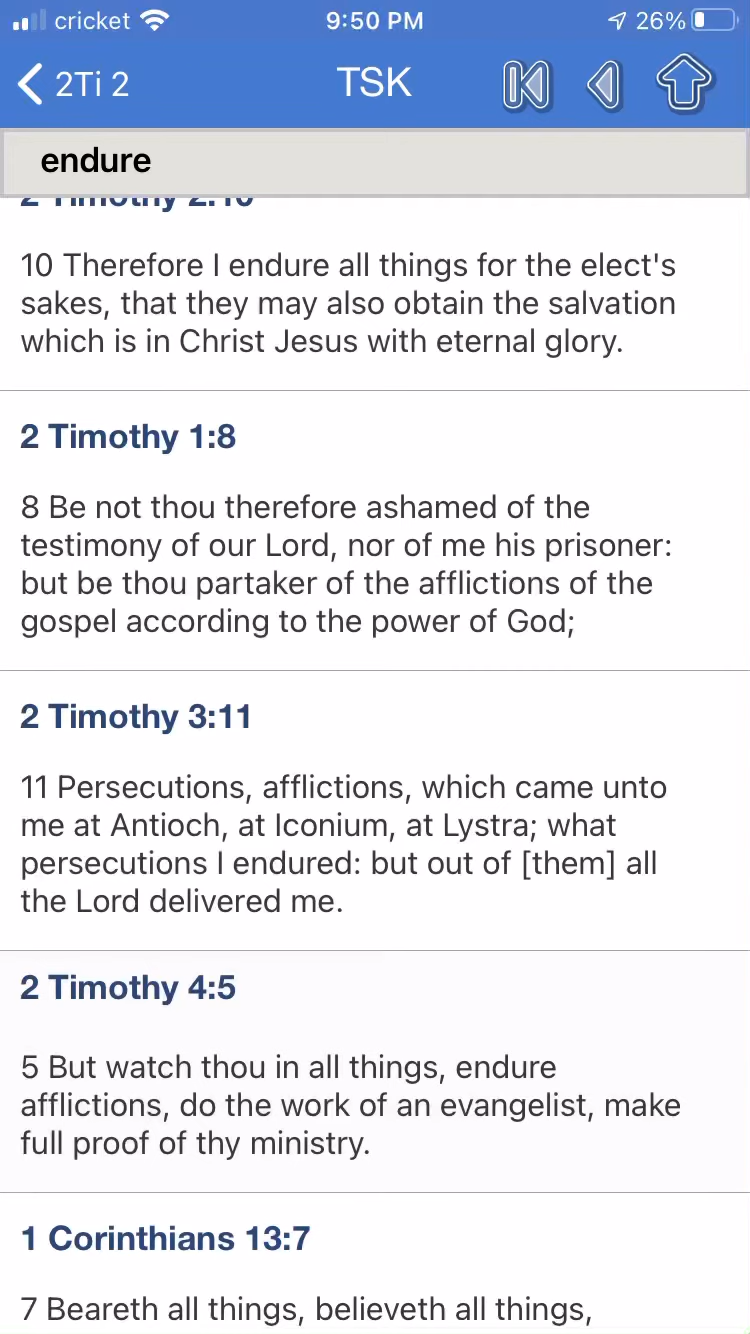 cricket
9:50 PM
26%
2Ti 2
TSK
endure
2 Timothy 2:10
10 Therefore I endure all things for the elect's
sakes, that they may also obtain the salvation
which is in Christ Jesus with eternal glory.
2 Timothy 1:8
8 Be not thou therefore ashamed of the
testimony of our Lord, nor of me his prisoner:
but be thou partaker of the afflictions of the
gospel according to the power of God;
2 Timothy 3:11
11 Persecutions, afflictions, which came unto
me at Antioch, at Iconium, at Lystra; what
persecutions I endured: but out of [them] all
the Lord delivered me.
2 Timothy 4:5
5 But watch thou in all things, endure
afflictions, do the work of an evangelist, make
full proof of thy ministry.
1 Corinthians 13:7
7 Beareth all things, believeth all things,